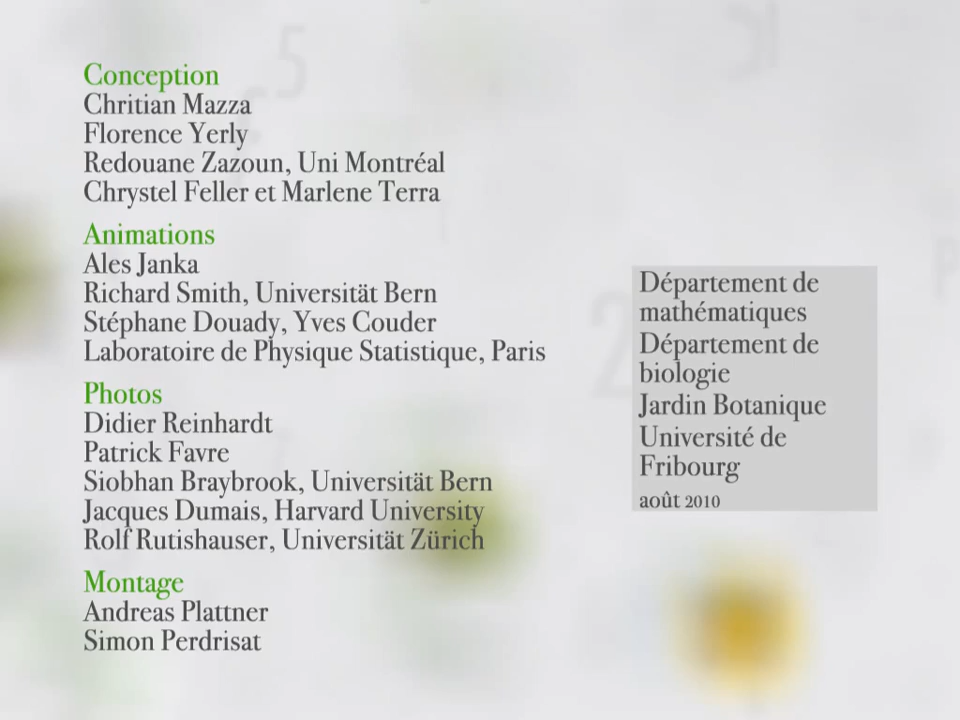 Conception
Chritian Mazza
Florence Yerly
Redouane Zazoun, Uni Montréal
Chrystel Feller et Marlene Terra
Animations
Ales Janka
Richard Smith, Universität Bern
Stéphane Douady, Yves Couder
Laboratoire de Physique Statistique, Paris
Photos
Didier Reinhardt
Patrick Favre
Siobhan Braybrook, Universität Bern
Jacques Dumais, Harvard University
Rolf Rutishauser, Universität Zürich
Montage
Andreas Plattner
Simon Perdrisat
Département de
mathématiques
Département de
biologie
Jardin Botanique
Université de
Fribourg
août 2010
5
2